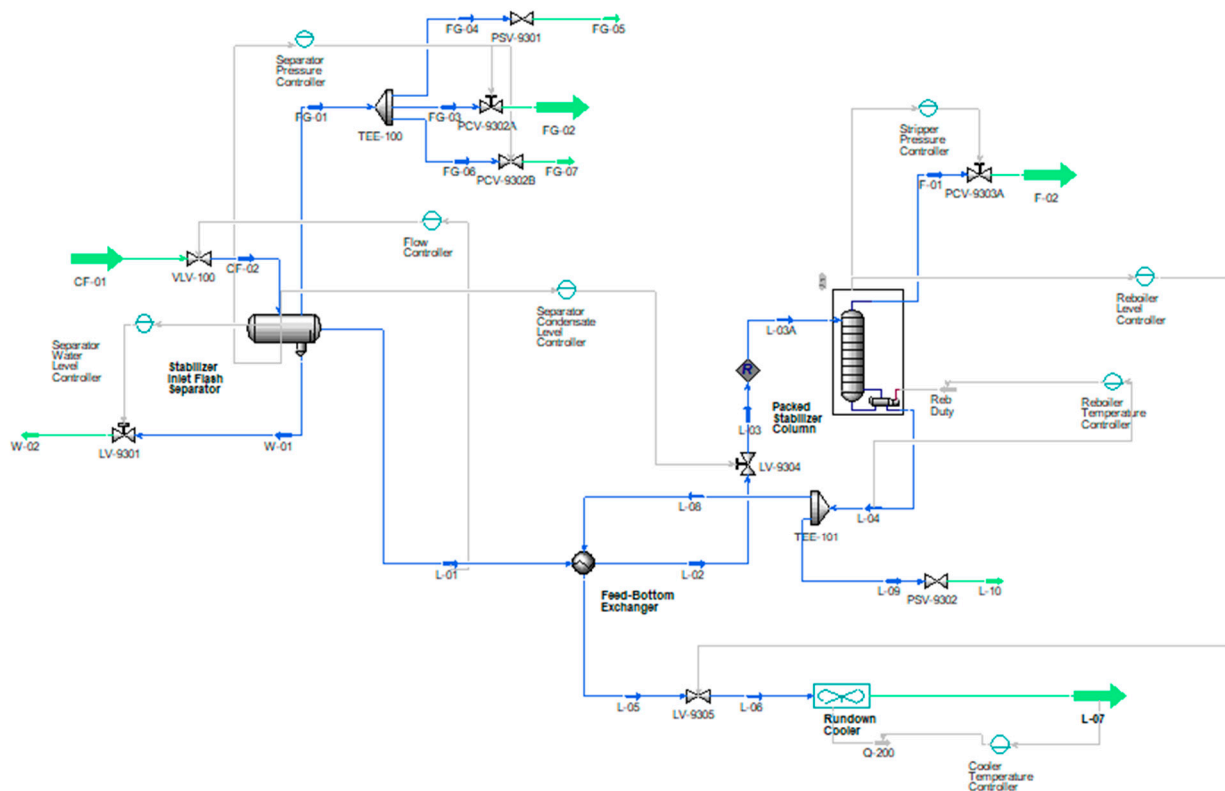 FG-04
PSV-9301
FG-05
Separator
Pressure
Controller
FG-01
TEE-100
FG-03
PCV-9302A
FG-02
FG-06
PCV-9302B
FG-07
Stripper
Pressure
Controller
F-01
PCV-9303A
F-02
CF-01
VLV-100
CF-02
Flow
Controller
Separator
Water
Level
Controller
Stabilizer
Inlet Flash
Separator
Separator
Condensate
Level
Controller
L-03A
Reboiler
Level
Controller
R
L-03
Packed
Stabilizer
Column
Reb
Duty
Reboiler
Temperature
Controller
W-02
LV-9301
W-01
LV-9304
L-08
TEE-101
L-04
L-01
L-02
Feed-Bottom
Exchanger
L-09
PSV-9302
L-10
L-05
LV-9305
L-06
Rundown
Cooler
L-07
Q-200
Cooler
Temperature
Controller